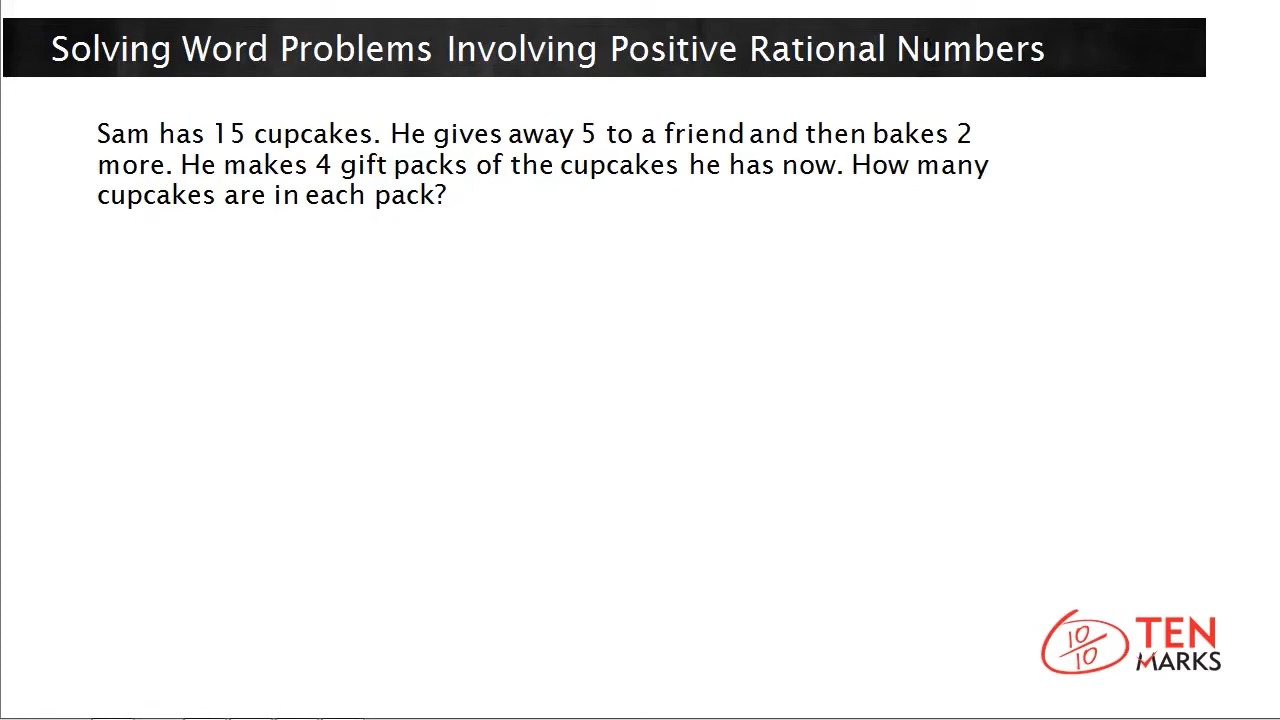 Solving Word Problems Involving Positive Rational Numbers
Sam has 15 cupcakes. He gives away 5 to a friend and then bakes 2
more. He makes 4 gift packs of the cupcakes he has now. How many
cupcakes are in each pack?
10
10
TEN
MARKS